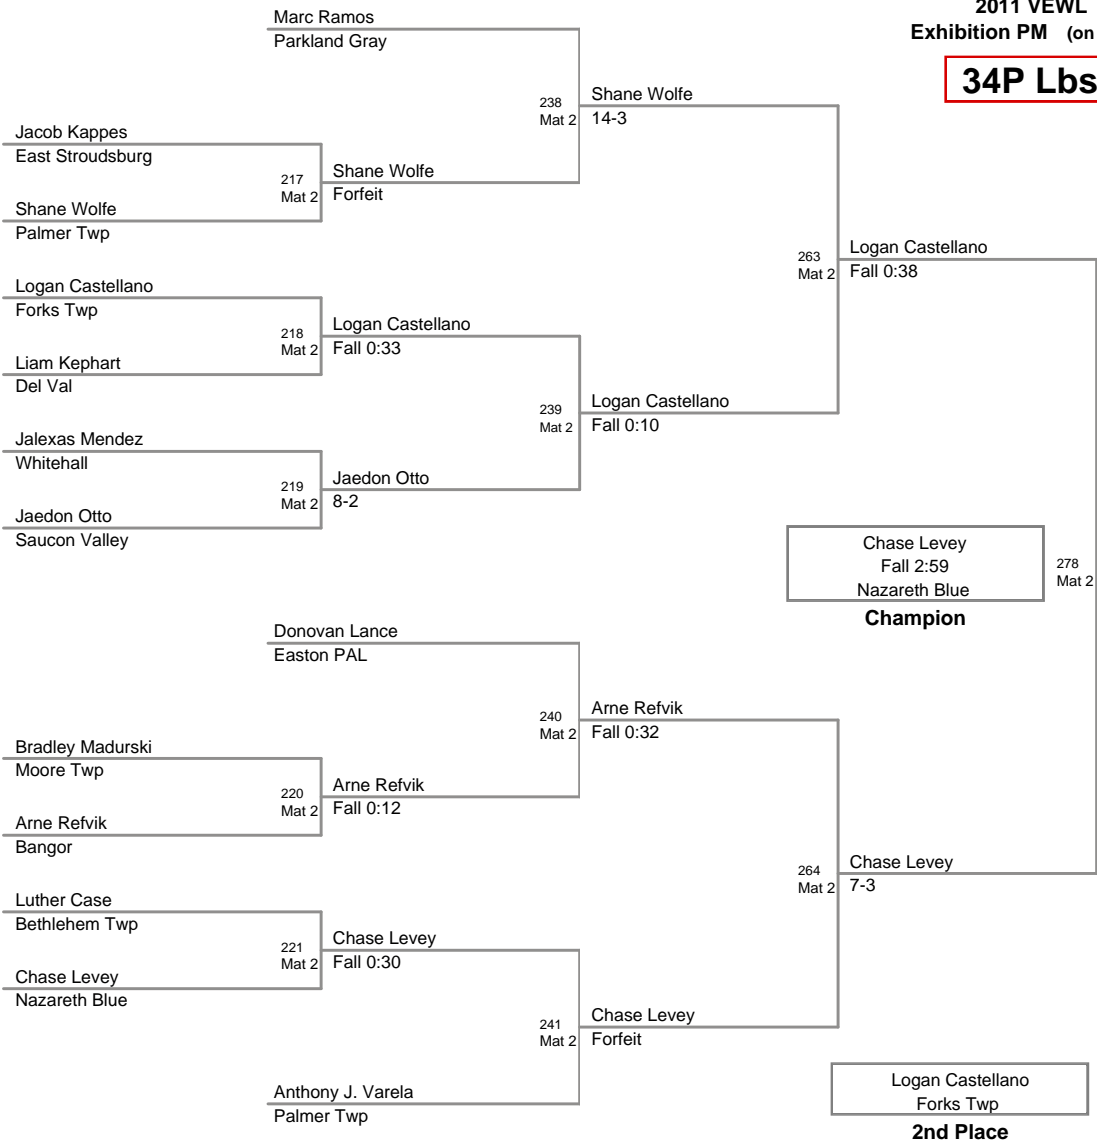 2011 VEWL
Exhibition PM (on
34P Lbs
Marc Ramos
Parkland Gray
238
Mat 2
Shane Wolfe
14-3
Jacob Kappes
East Stroudsburg
217
Mat 2
Shane Wolfe
Forfeit
Shane Wolfe
Palmer Twp
263
Mat 2
Logan Castellano
Fall 0:38
Logan Castellano
Forks Twp
218
Mat 2
Logan Castellano
Fall 0:33
Liam Kephart
Del Val
239
Mat 2
Logan Castellano
Fall 0:10
Jalexas Mendez
Whitehall
219
Mat 2
Jaedon Otto
8-2
Jaedon Otto
Saucon Valley
Chase Levey
Fall 2:59
Nazareth Blue
Champion
278
Mat 2
Donovan Lance
Easton PAL
240
Mat 2
Arne Refvik
Fall 0:32
Bradley Madurski
Moore Twp
220
Mat 2
Arne Refvik
Fall 0:12
Arne Refvik
Bangor
264
Mat 2
Chase Levey
7-3
Luther Case
Bethlehem Twp
221
Mat 2
Chase Levey
Fall 0:30
Chase Levey
Nazareth Blue
241
Mat 2
Chase Levey
Forfeit
Anthony J. Varela
Palmer Twp
Logan Castellano
Forks Twp
2nd Place